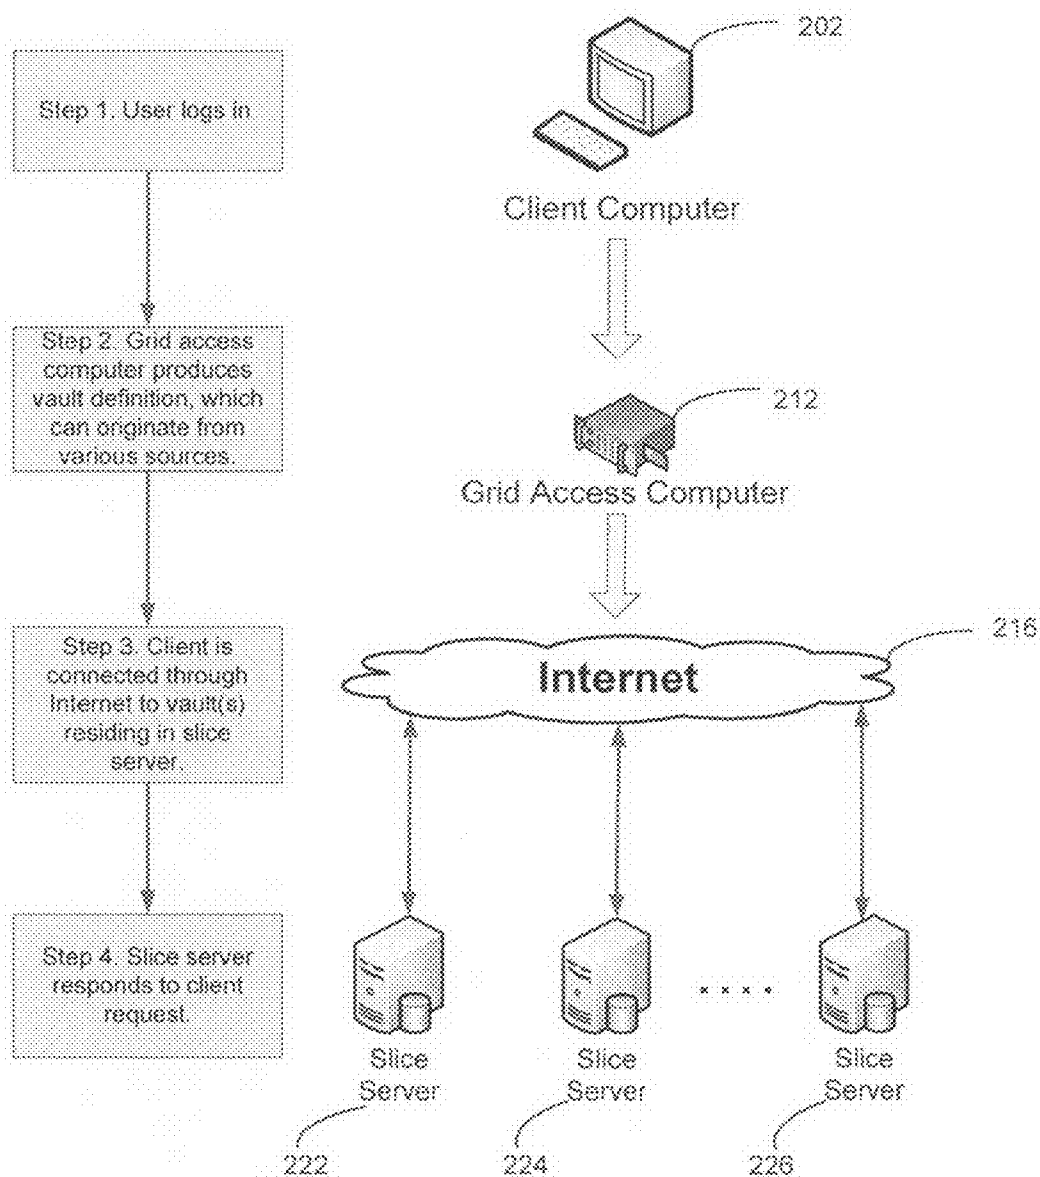 202
Step 1. User logs in
Client Computer
Step 2. Grid access
computer produces
vault definition, which
can originate from
various sources.
212
Grid Access Computer
216
Step 3. Client is
connected through
Internet to vault(s)
residing in slice
server.
Internet
Step 4. Slice server
responds to client
request.
Slice
Server
Slice
Server
. . . .
Slice
Server
222
224
226